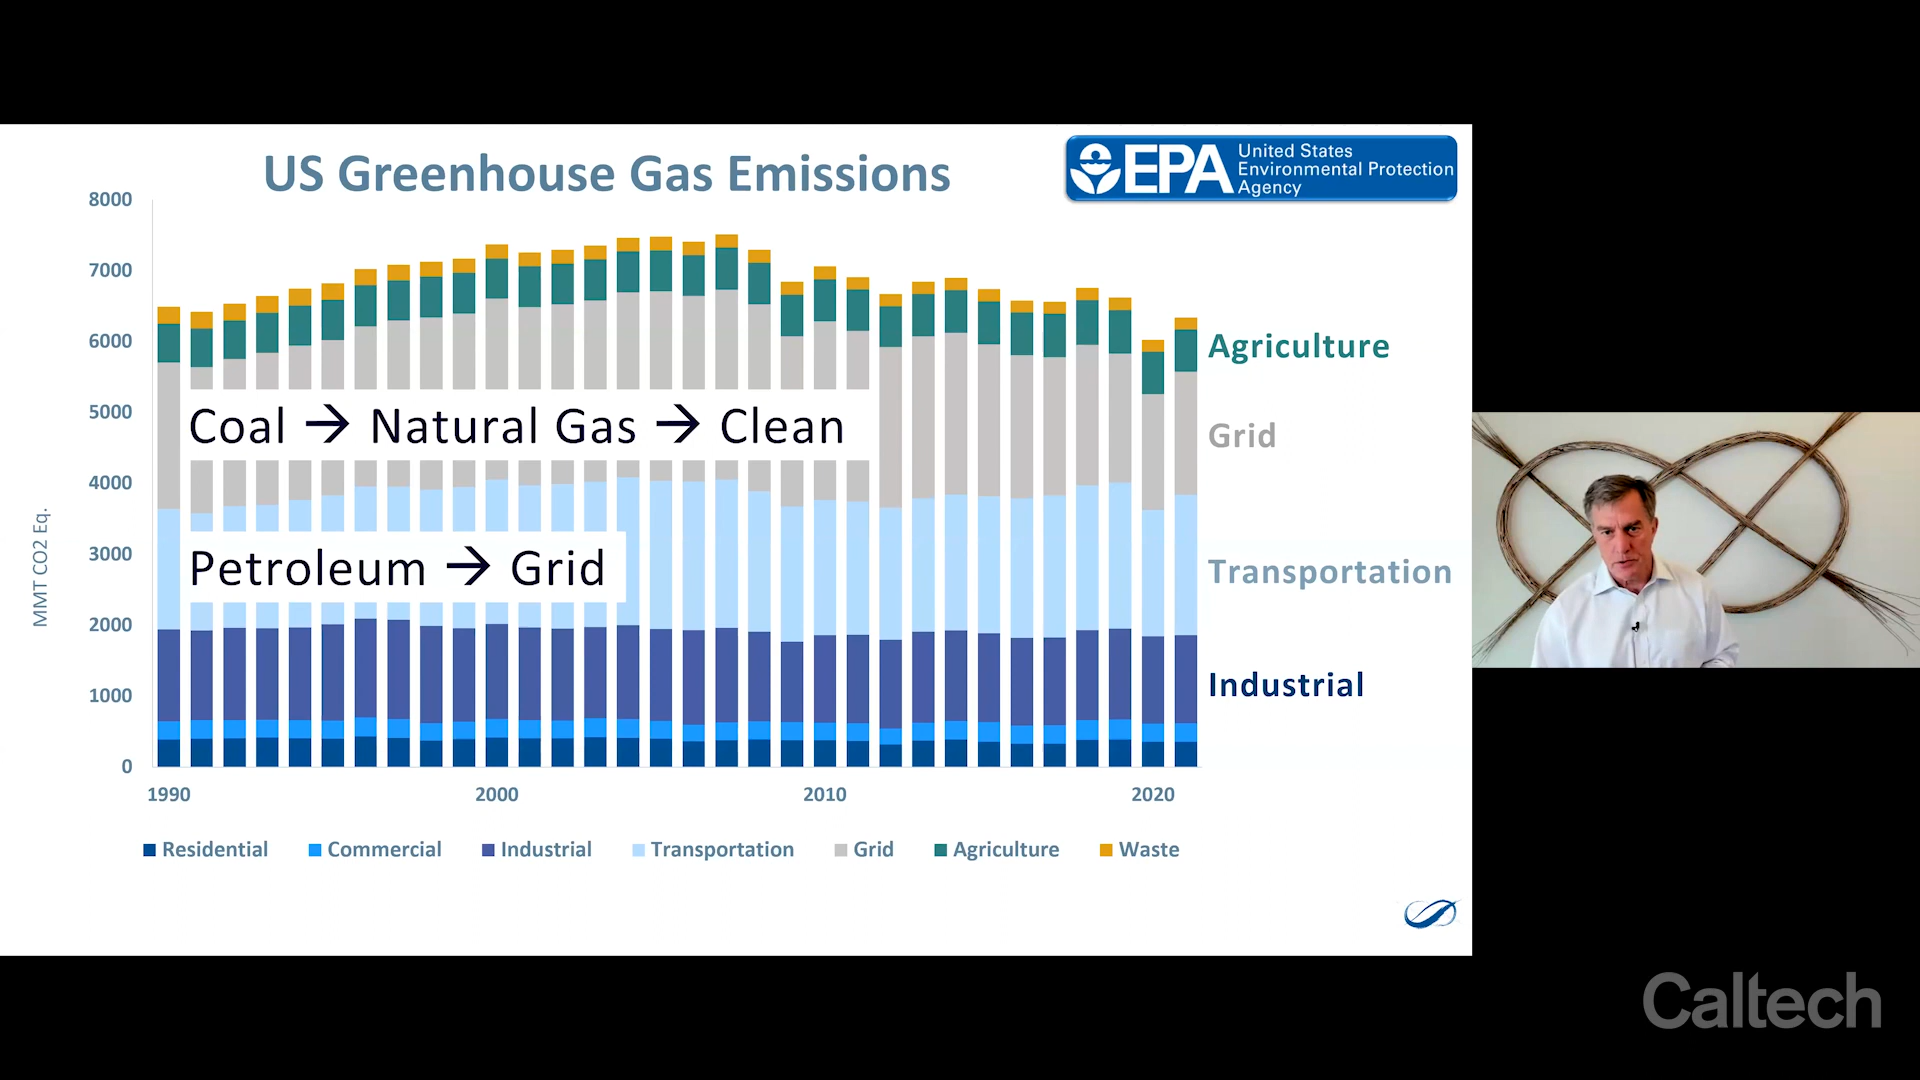 US Greenhouse Gas Emissions
EPA
United States
Environmental Protection
Agency
8000
7000
6000
5000
4000
3000
2000
1000
0
MMT CO2 Eq.
Coal → Natural Gas → Clean
Petroleum → Grid
Agriculture
Grid
Transportation
Industrial
1990 2000 2010 2020
Residential Commercial Industrial Transportation Grid Agriculture Waste
Caltech